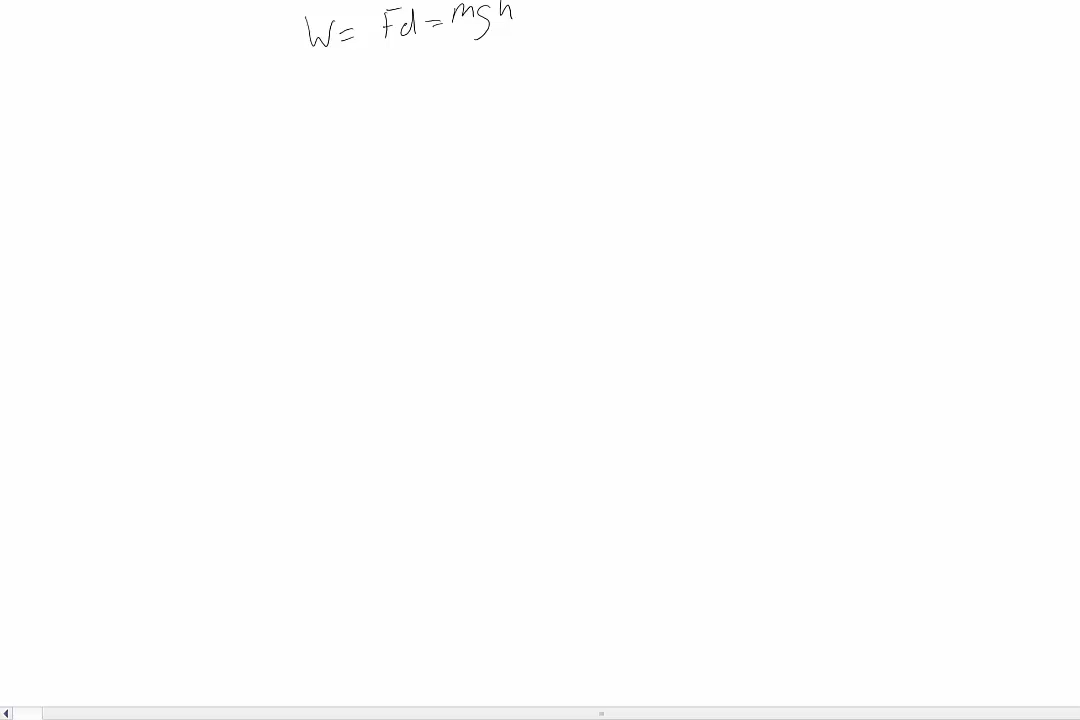 W = Fd = mgh